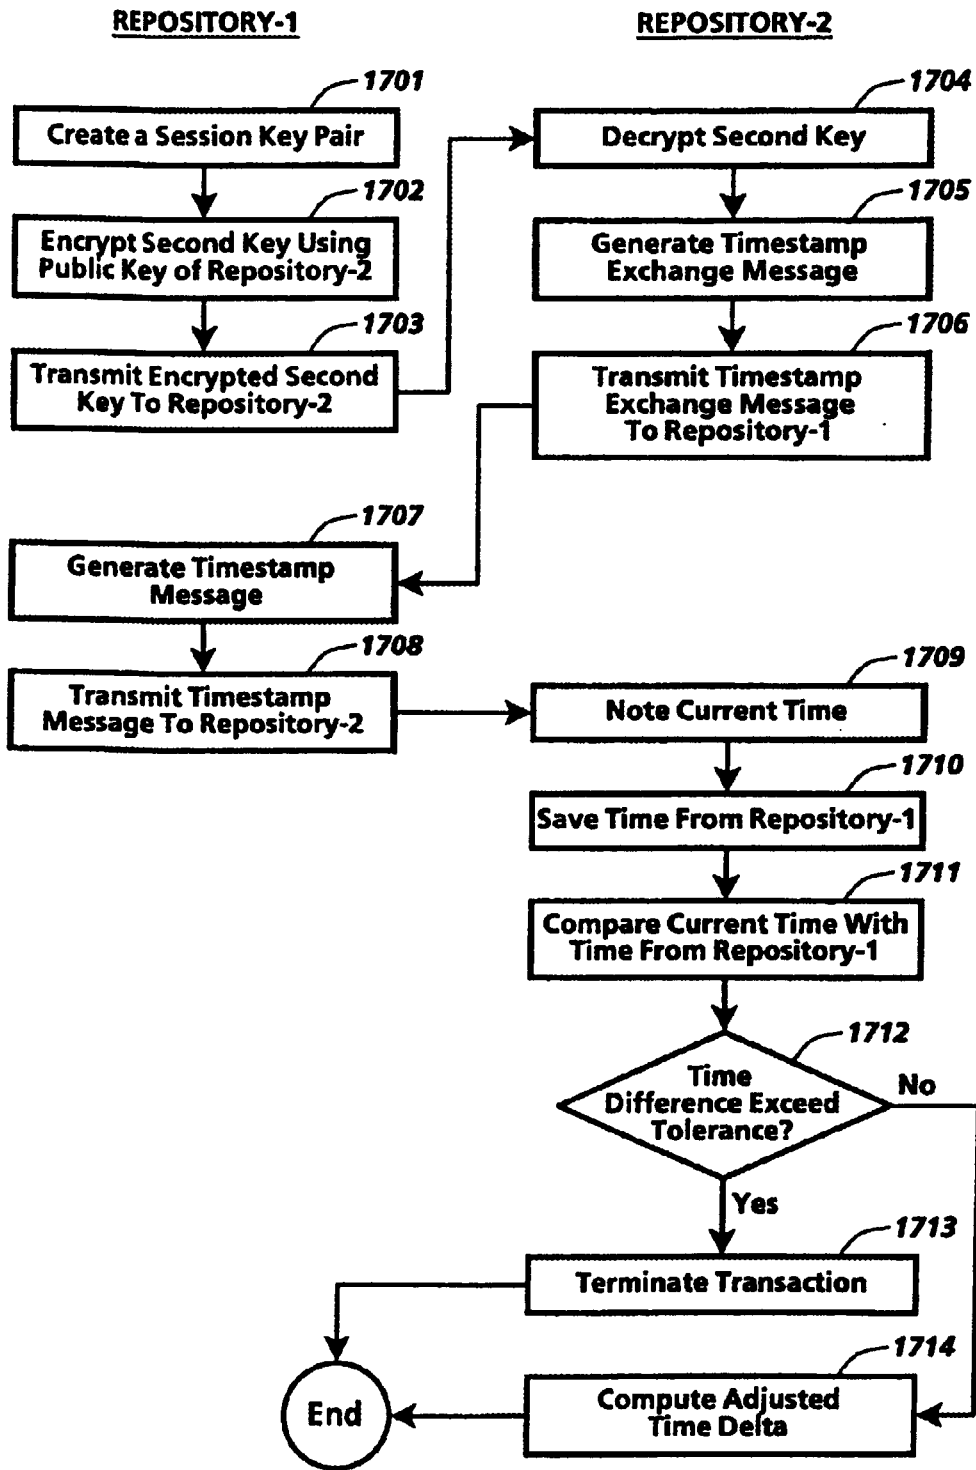 REPOSITORY-1
REPOSITORY-2
1701
Create a Session Key Pair
1702
Encrypt Second Key Using
Public Key of Repository-2
1703
Transmit Encrypted Second
Key To Repository-2
1704
Decrypt Second Key
1705
Generate Timestamp
Exchange Message
1706
Transmit Timestamp
Exchange Message
To Repository-1
1707
Generate Timestamp
Message
1708
Transmit Timestamp
Message To Repository-2
1709
Note Current Time
1710
Save Time From Repository-1
1711
Compare Current Time With
Time From Repository-1
1712
Time
Difference Exceed
Tolerance?
No
Yes
1713
Terminate Transaction
1714
Compute Adjusted
Time Delta
End